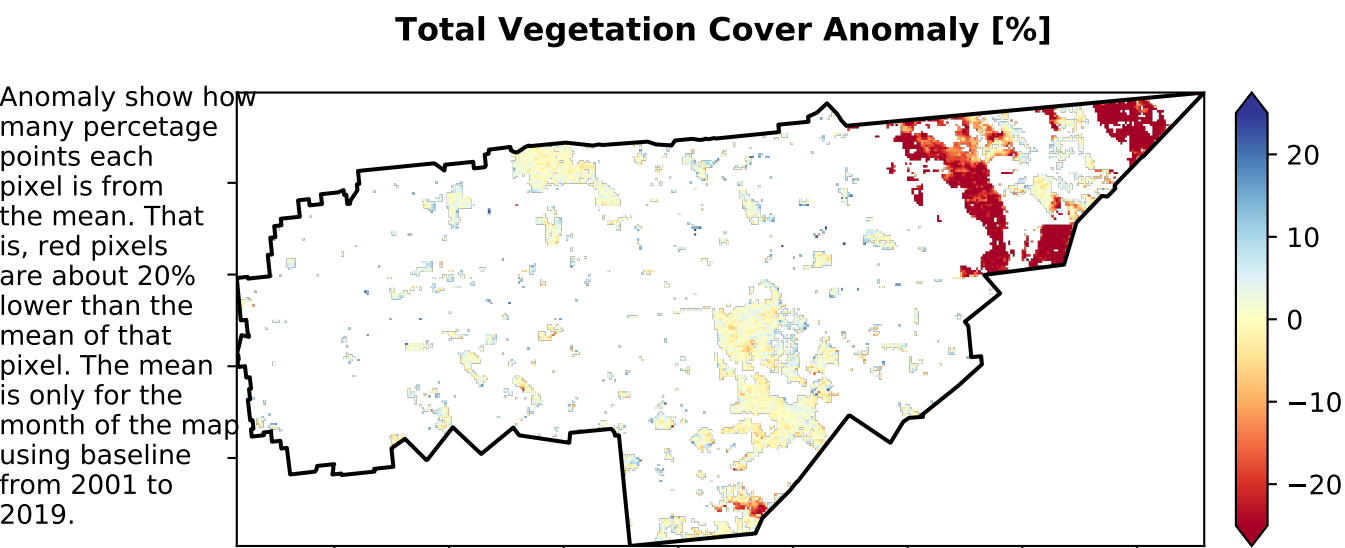 Total Vegetation Cover Anomaly [%]
Anomaly show how
many percetage
points each
pixel is from
the mean. That
is, red pixels
are about 20%
lower than the
mean of that
pixel. The mean
is only for the
month of the map
using baseline
from 2001 to
2019.
20
10
0
−10
−20